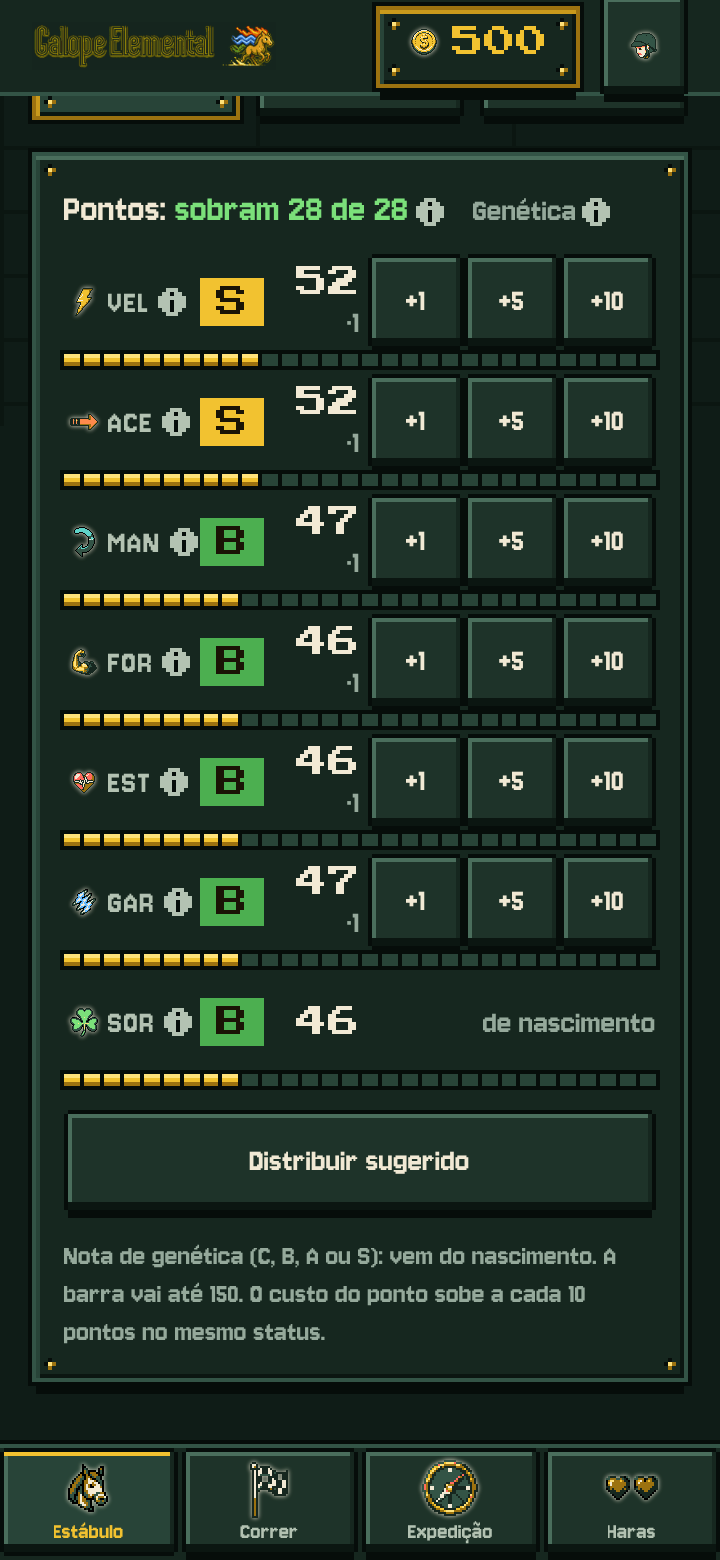 Galope Elemental
500
Pontos: sobram 28 de 28 Genética
VEL S 52 -1 +1 +5 +10
ACE S 52 -1 +1 +5 +10
MAN B 47 -1 +1 +5 +10
FOR B 46 -1 +1 +5 +10
EST B 46 -1 +1 +5 +10
GAR B 47 -1 +1 +5 +10
SOR B 46 de nascimento
Distribuir sugerido
Nota de genética (C, B, A ou S): vem do nascimento. A
barra vai até 150. O custo do ponto sobe a cada 10
pontos no mesmo status.
Estábulo Correr Expedição Haras